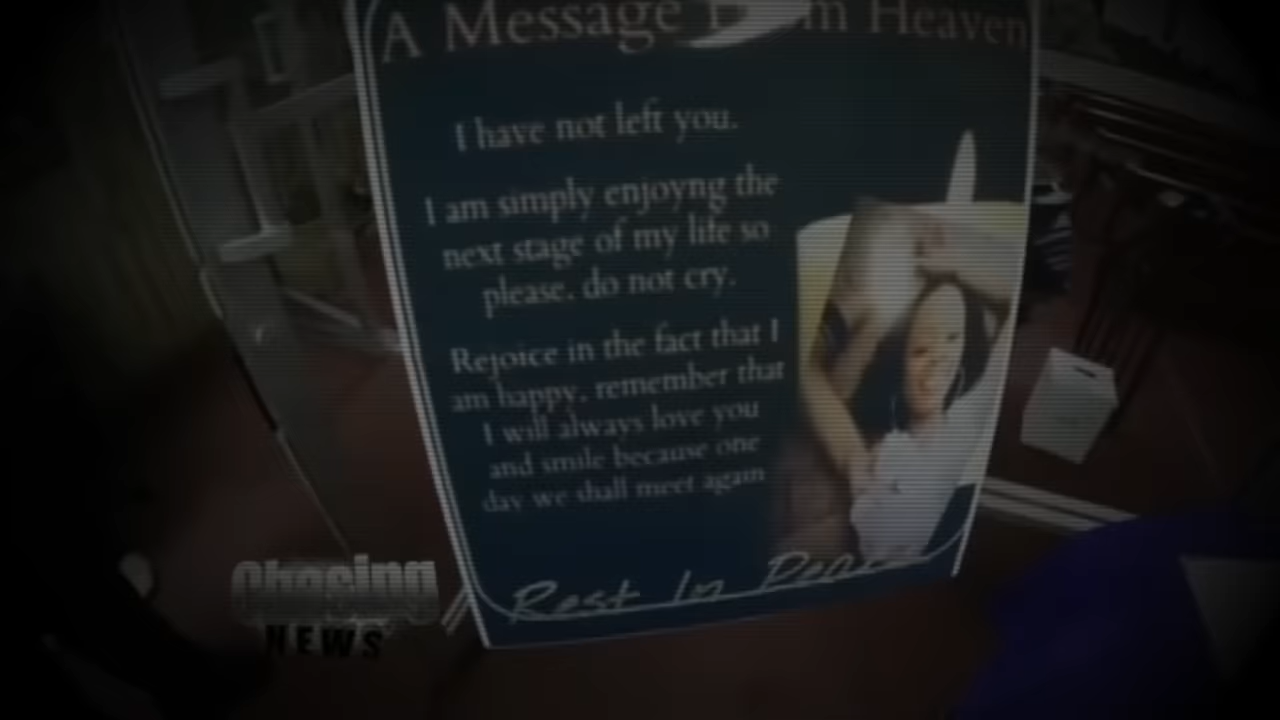 A Message m Heaven
I have not left you.
I am simply enjoyng the
next stage of my life so
please. do not cry.
Rejoice in the fact that I
am happy. remember that
I will always love you
and smile because one
day we shall meet again
Rest In Peace
Chasing
NEWS